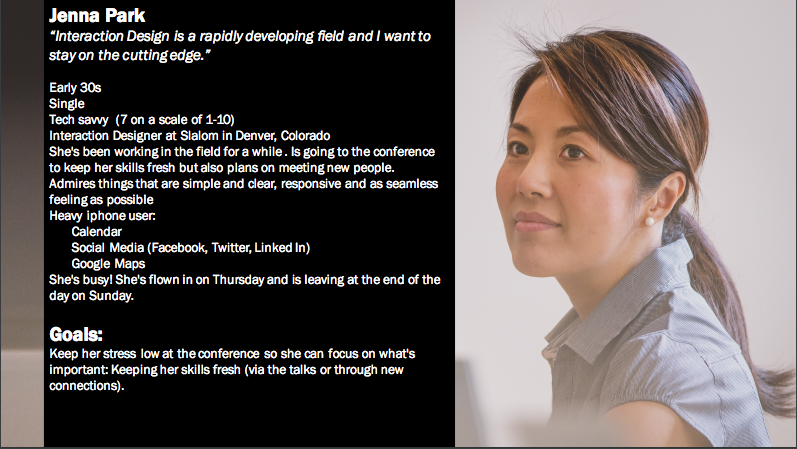 Jenna Park
“Interaction Design is a rapidly developing field and I want to
stay on the cutting edge.”
Early 30s
Single
Tech savvy (7 on a scale of 1-10)
Interaction Designer at Slalom in Denver, Colorado
She's been working in the field for a while . Is going to the conference
to keep her skills fresh but also plans on meeting new people.
Admires things that are simple and clear, responsive and as seamless
feeling as possible
Heavy iphone user:
Calendar
Social Media (Facebook, Twitter, Linked In)
Google Maps
She's busy! She's flown in on Thursday and is leaving at the end of the
day on Sunday.
Goals:
Keep her stress low at the conference so she can focus on what's
important: Keeping her skills fresh (via the talks or through new
connections).